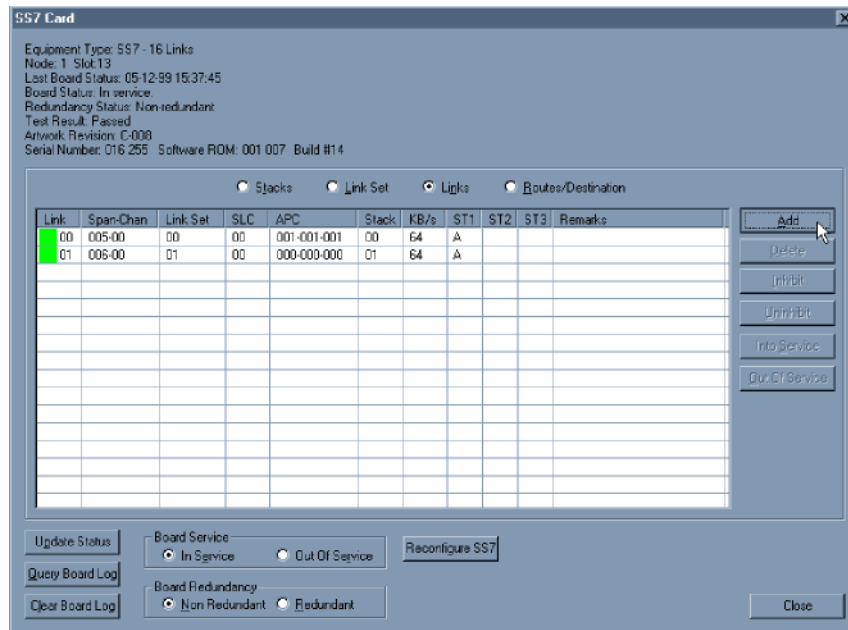 SS7 Card
Equipment Type: SS7 - 16 Links
Node: 1 Slot:13
Last Board Status: 05-12-99 15:37:45
Board Status: In service.
Redundancy Status: Non-redundant
Test Result: Passed
Artwork Revision: C-008
Serial Number: 016 255 Software ROM: 001 007 Build #14
Stacks Link Set Links Routes/Destination
Link Span-Chan Link Set SLC APC Stack KB/s ST1 ST2 ST3 Remarks
00 005-00 00 00 001-001-001 00 64 A
01 006-00 01 00 000-000-000 01 64 A
Add
Delete
Inhibit
Uninhibit
Into Service
Out Of Service
Update Status
Query Board Log
Clear Board Log
Board Service
In Service Out Of Service
Board Redundancy
Non Redundant Redundant
Reconfigure SS7
Close